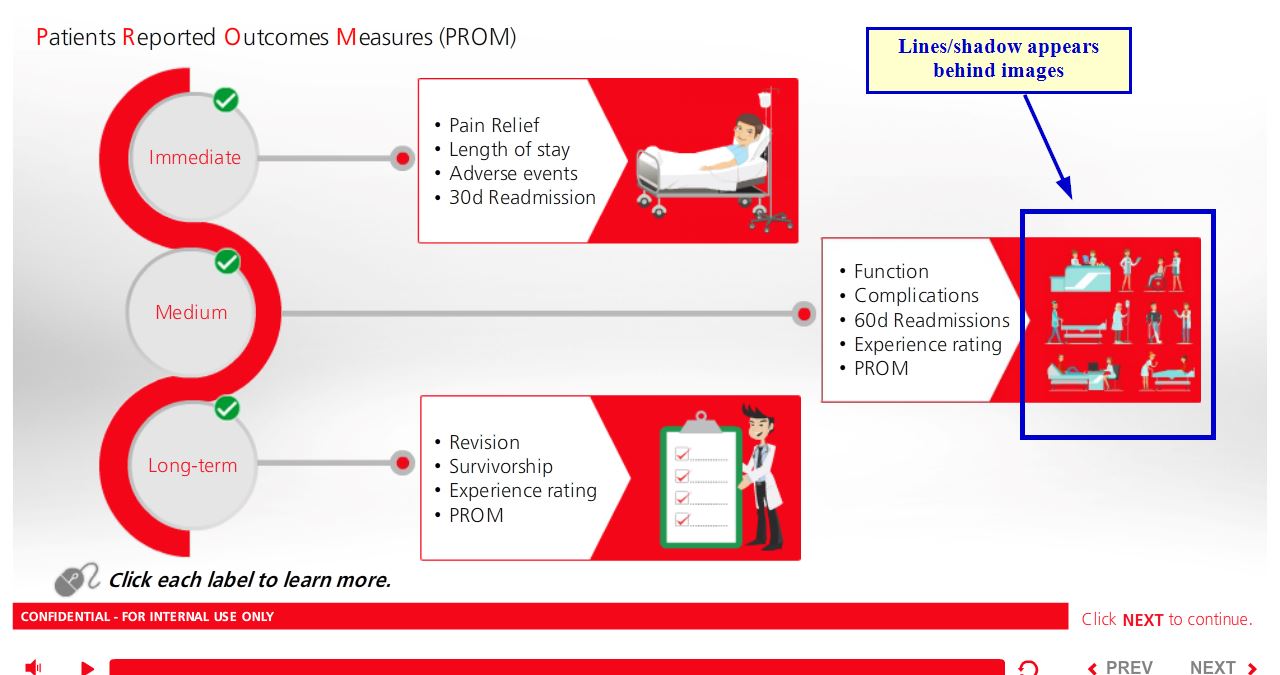 Patients Reported Outcomes Measures (PROM)
Lines/shadow appears
behind images
Immediate
• Pain Relief
• Length of stay
• Adverse events
• 30d Readmission
Medium
• Function
• Complications
• 60d Readmissions
• Experience rating
• PROM
Long-term
• Revision
• Survivorship
• Experience rating
• PROM
Click each label to learn more.
CONFIDENTIAL - FOR INTERNAL USE ONLY
Click NEXT to continue.
PREV NEXT